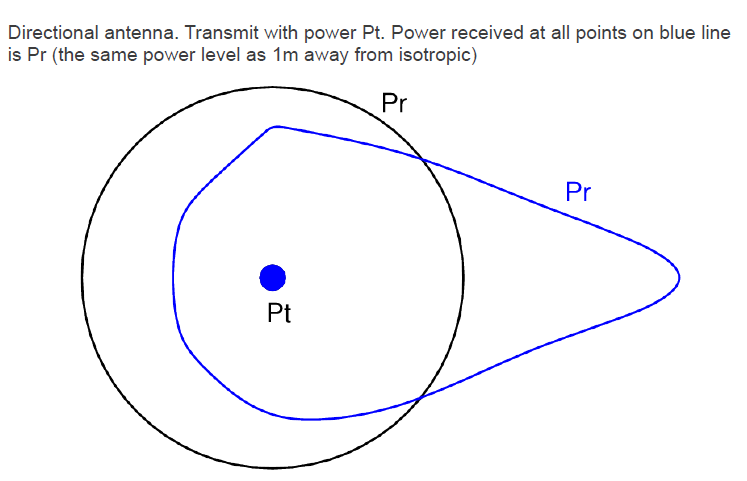 Directional antenna. Transmit with power Pt. Power received at all points on blue line
is Pr (the same power level as 1m away from isotropic)
Pr
Pr
Pt